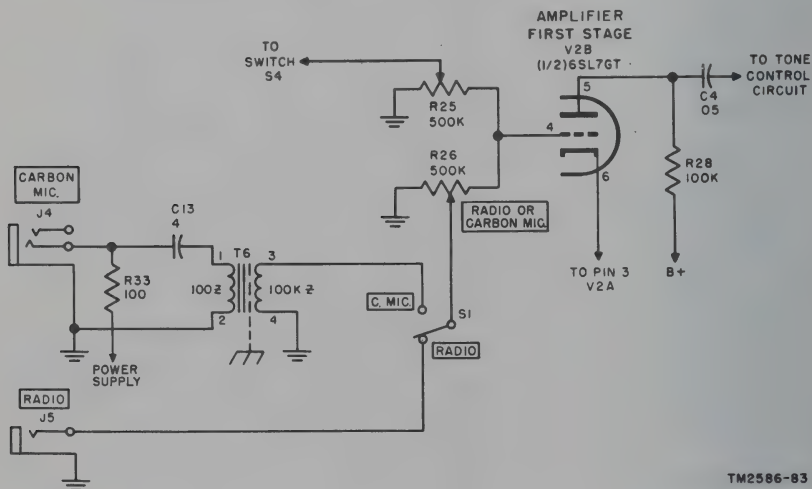 AMPLIFIER
FIRST STAGE
V2B
(1/2)6SL7GT
TO
SWITCH
S4
5
TO TONE
CONTROL
CIRCUIT
C4
05
R25
500K
4
R26
500K
6
R28
100K
CARBON
MIC.
J4
C13
4
RADIO OR
CARBON MIC.
T6
1
3
R33
100
100Ƶ
100KƵ
TO PIN 3
V2A
B+
2
4
C. MIC.
S1
RADIO
POWER
SUPPLY
RADIO
J5
TM2586-83